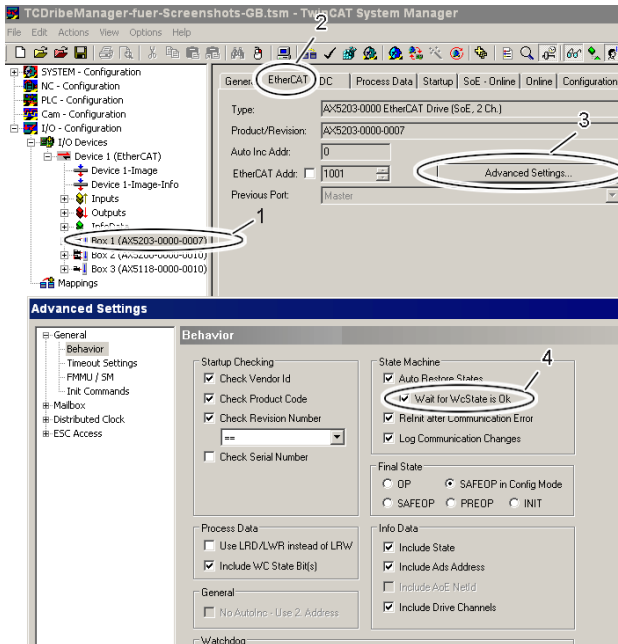 TCDribeManager-fuer-Screenshots-GB.tsm - TwinCAT System Manager
2
File Edit Actions View Options Help
SYSTEM - Configuration
NC - Configuration
PLC - Configuration
Cam - Configuration
I/O - Configuration
I/O Devices
Device 1 (EtherCAT)
Device 1-Image
Device 1-Image-Info
Inputs
Outputs
InfoData
Box 1 (AX5203-0000-0007)
Box 2 (AX5206-0000-0010)
Box 3 (AX5118-0000-0010)
Mappings
1
General EtherCAT DC Process Data Startup SoE - Online Online Configuration
Type: AX5203-0000 EtherCAT Drive (SoE, 2 Ch.)
3
Product/Revision: AX5203-0000-0007
Auto Inc Addr: 0
EtherCAT Addr: 1001 Advanced Settings...
Previous Port: Master
Advanced Settings
General
Behavior
Timeout Settings
FMMU / SM
Init Commands
Mailbox
Distributed Clock
ESC Access
Behavior
Startup Checking
Check Vendor Id
Check Product Code
Check Revision Number
==
Check Serial Number
State Machine
4
Auto Restore States
Wait for WcState is Ok
ReInit after Communication Error
Log Communication Changes
Final State
OP SAFEOP in Config Mode
SAFEOP PREOP INIT
Process Data
Use LRD/LWR instead of LRW
Include WC State Bit(s)
General
No AutoInc - Use 2. Address
Info Data
Include State
Include Ads Address
Include AoE NetId
Include Drive Channels
Watchdog